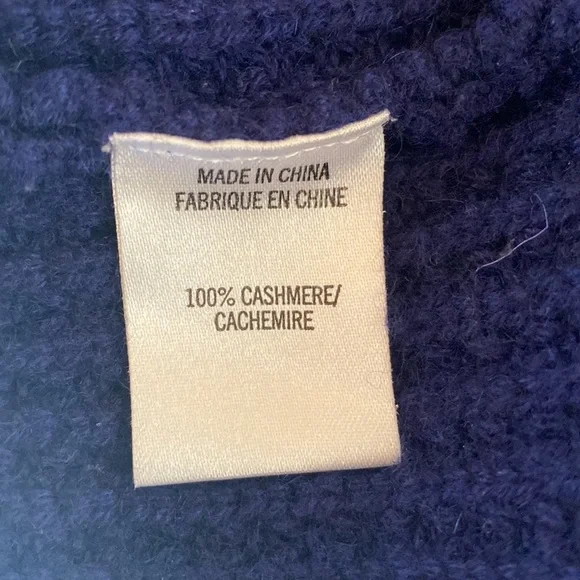 MADE IN CHINA
FABRIQUE EN CHINE
100% CASHMERE/
CACHEMIRE